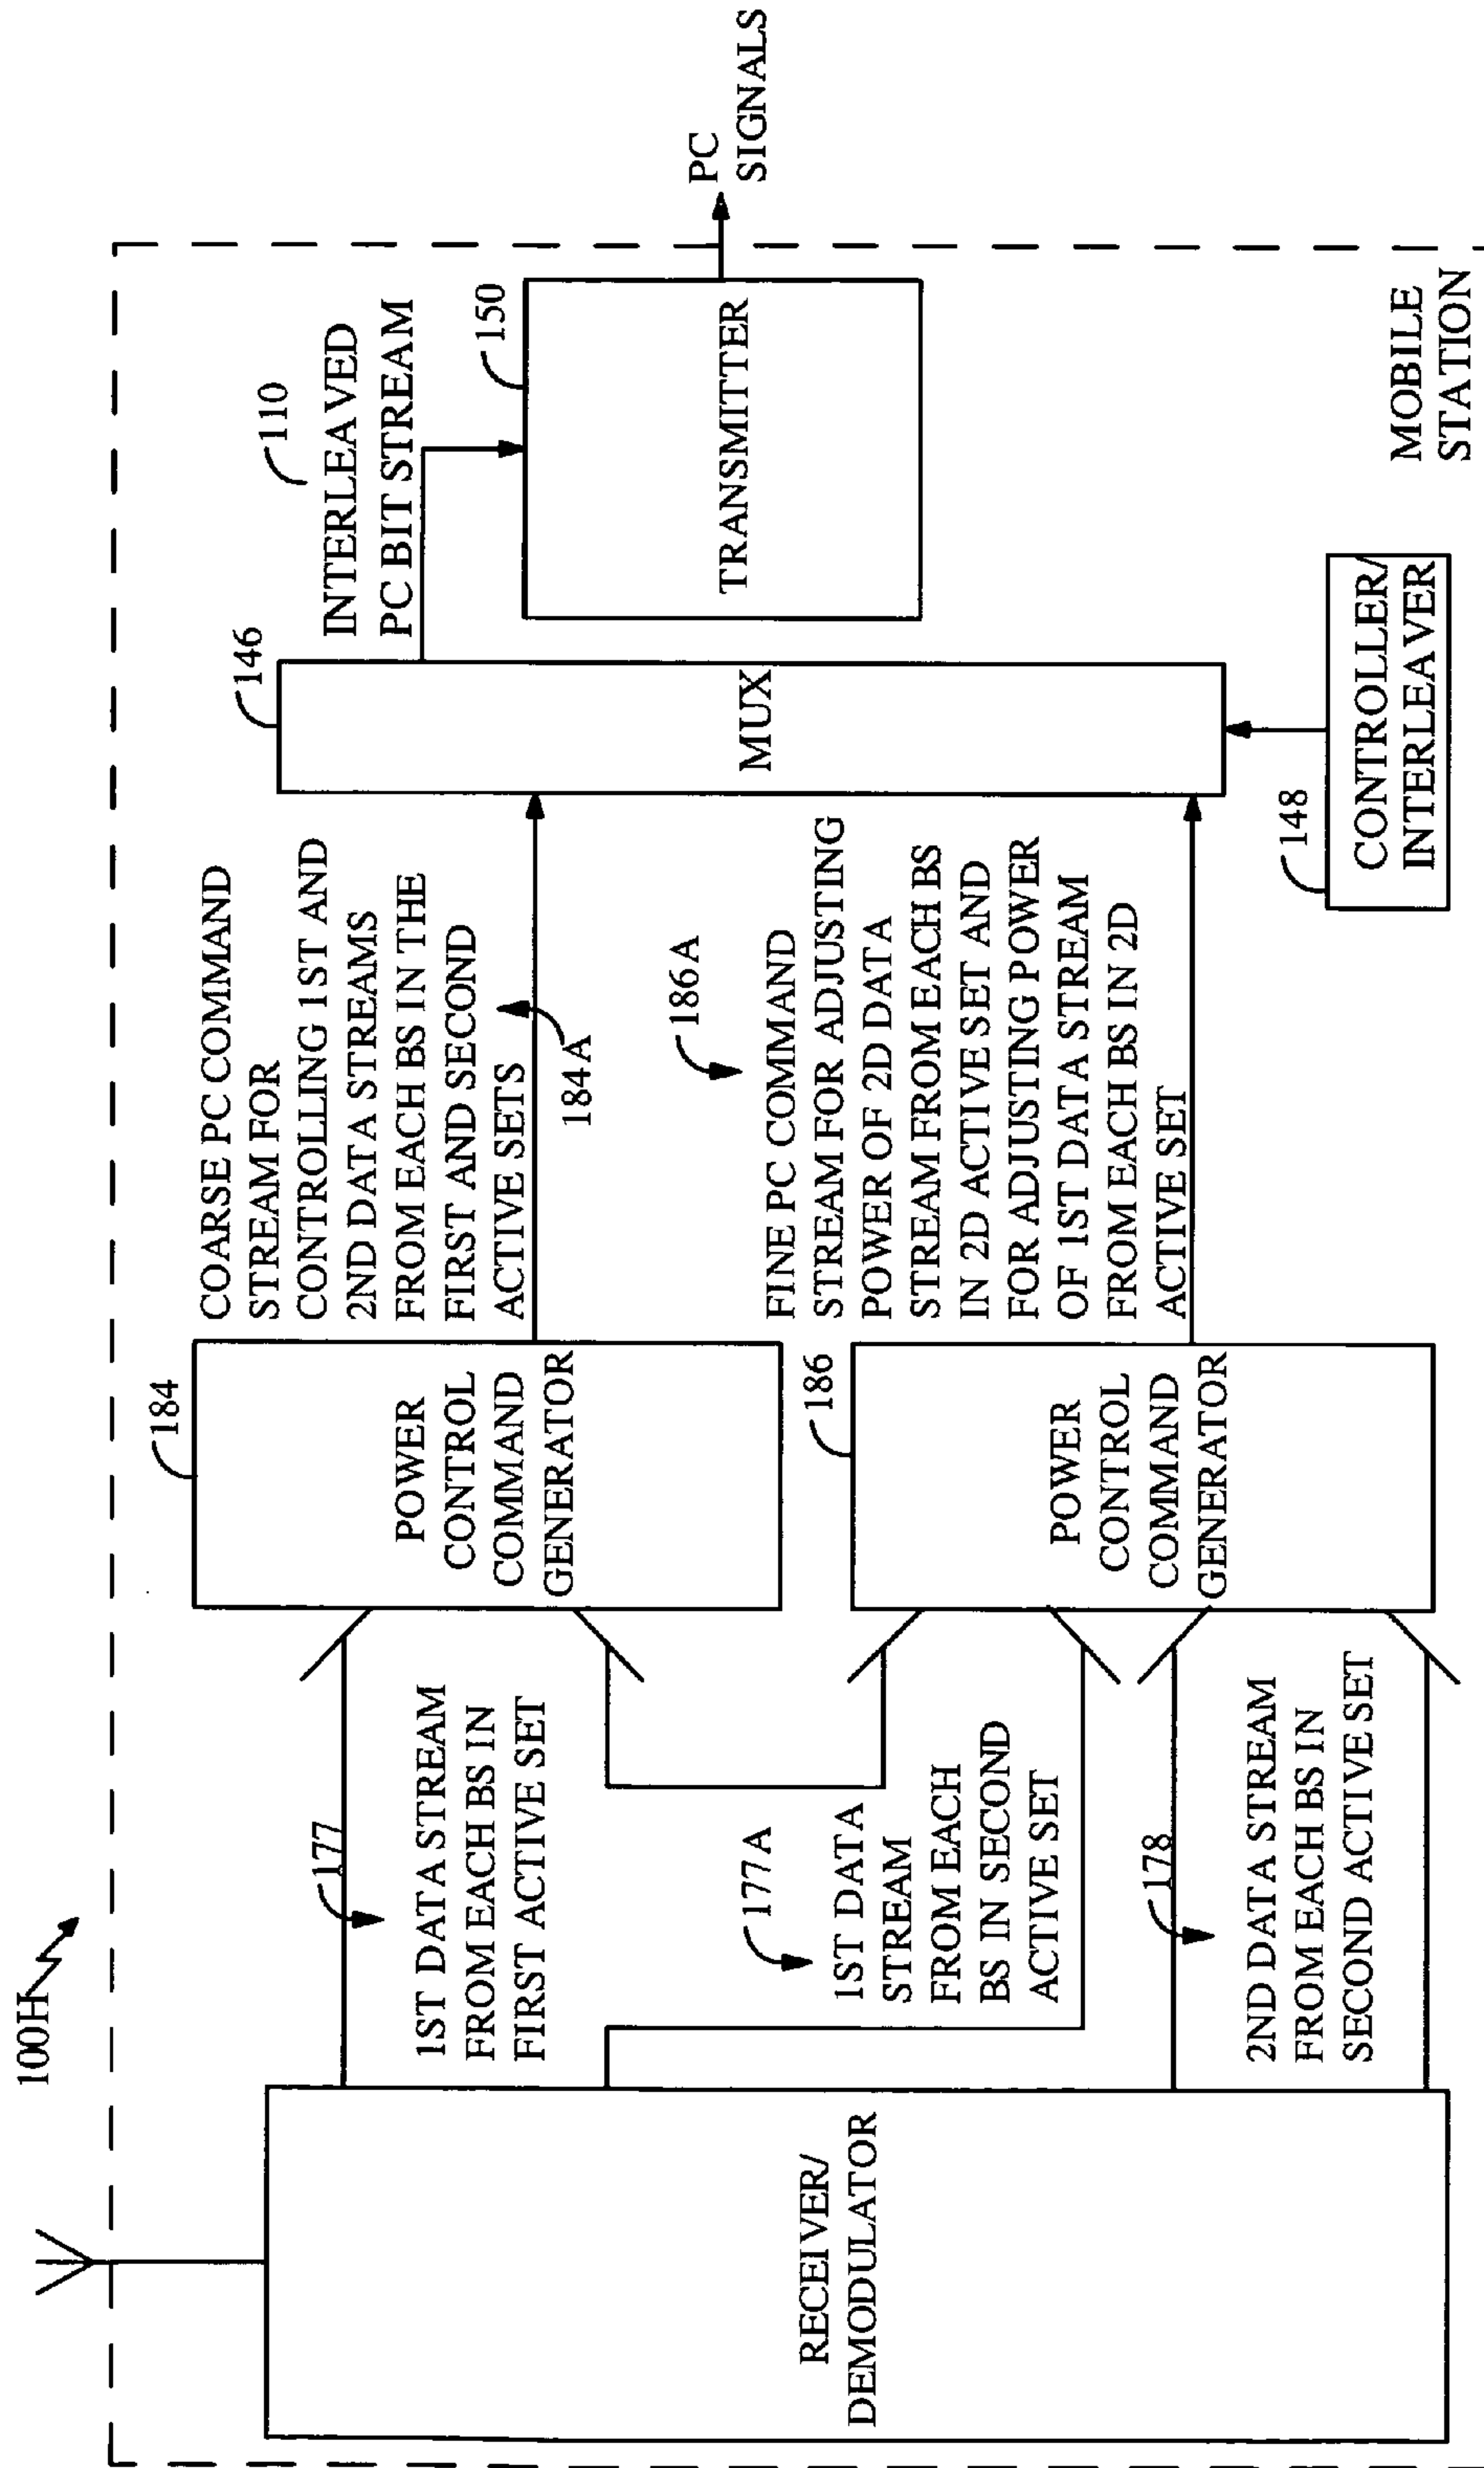 100H
RECEIVER/
DEMODULATOR
177
1ST DATA STREAM
FROM EACH BS IN
FIRST ACTIVE SET
177A
1ST DATA
STREAM
FROM EACH
BS IN SECOND
ACTIVE SET
178
2ND DATA STREAM
FROM EACH BS IN
SECOND ACTIVE SET
184
POWER
CONTROL
COMMAND
GENERATOR
186
POWER
CONTROL
COMMAND
GENERATOR
COARSE PC COMMAND
STREAM FOR
CONTROLLING 1ST AND
2ND DATA STREAMS
FROM EACH BS IN THE
FIRST AND SECOND
ACTIVE SETS
184A
186A
FINE PC COMMAND
STREAM FOR ADJUSTING
POWER OF 2D DATA
STREAM FROM EACH BS
IN 2D ACTIVE SET AND
FOR ADJUSTING POWER
OF 1ST DATA STREAM
FROM EACH BS IN 2D
ACTIVE SET
146
MUX
148
CONTROLLER/
INTERLEAVER
110
INTERLEAVED
PC BIT STREAM
150
TRANSMITTER
MOBILE
STATION
PC
SIGNALS